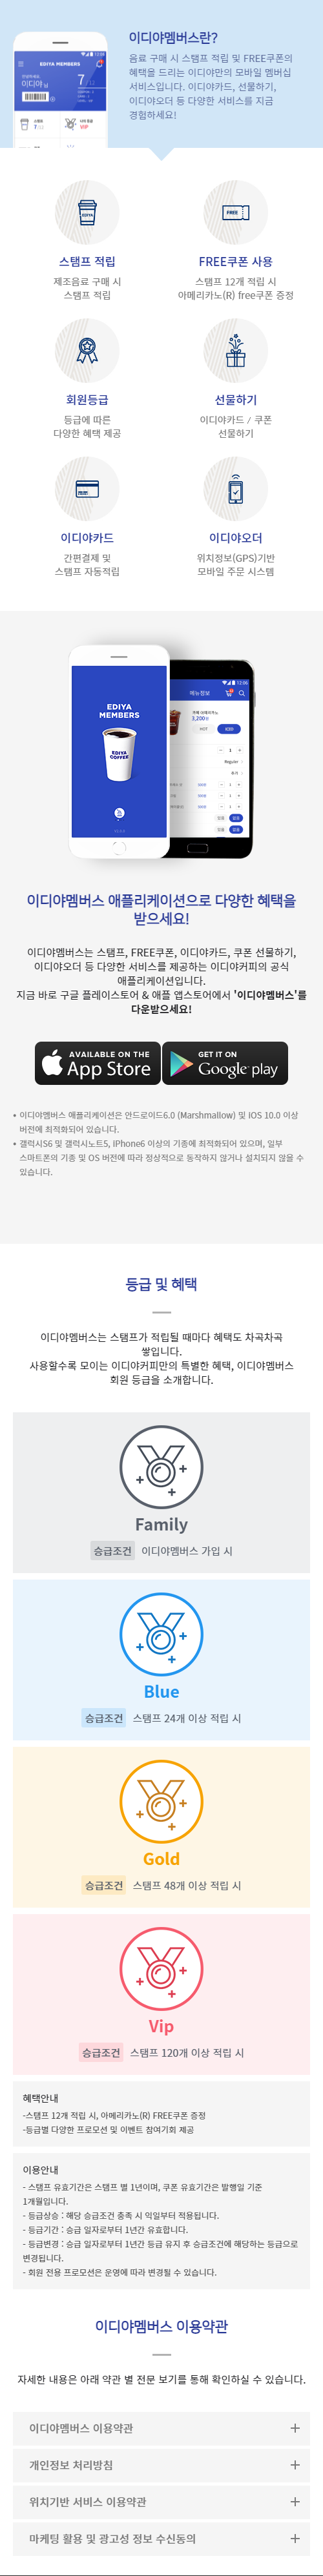 이디야멤버스란?
음료 구매 시 스탬프 적립 및 FREE쿠폰의
혜택을 드리는 이디야만의 모바일 멤버십
서비스입니다. 이디야카드, 선물하기,
이디야오더 등 다양한 서비스를 지금
경험하세요!
12:06
EDIYA MEMBERS
이디야 님
7
스탬프
7/12
VIP
EDIYA
FREE
스탬프 적립
FREE쿠폰 사용
제조음료 구매 시
스탬프 적립
스탬프 12개 적립 시
아메리카노(R) free쿠폰 증정
회원등급
선물하기
등급에 따른
다양한 혜택 제공
이디야카드 / 쿠폰
선물하기
이디야카드
이디야오더
간편결제 및
스탬프 자동적립
위치정보(GPS)기반
모바일 주문 시스템
12:06
메뉴정보
카페 아메리카노
3,200원
HOT
ICED
1
Regular
추가
EDIYA
MEMBERS
EDIYA
COFFEE
이디야멤버스 애플리케이션으로 다양한 혜택을
받으세요!
이디야멤버스는 스탬프, FREE쿠폰, 이디야카드, 쿠폰 선물하기,
이디야오더 등 다양한 서비스를 제공하는 이디야커피의 공식
애플리케이션입니다.
지금 바로 구글 플레이스토어 & 애플 앱스토어에서 '이디야멤버스'를
다운받으세요!
AVAILABLE ON THE
App Store
GET IT ON
Google play
• 이디야멤버스 애플리케이션은 안드로이드6.0 (Marshmallow) 및 IOS 10.0 이상
버전에 최적화되어 있습니다.
• 갤럭시S6 및 갤럭시노트5, IPhone6 이상의 기종에 최적화되어 있으며, 일부
스마트폰의 기종 및 OS 버전에 따라 정상적으로 동작하지 않거나 설치되지 않을 수
있습니다.
등급 및 혜택
이디야멤버스는 스탬프가 적립될 때마다 혜택도 차곡차곡
쌓입니다.
사용할수록 모이는 이디야커피만의 특별한 혜택, 이디야멤버스
회원 등급을 소개합니다.
Family
승급조건 이디야멤버스 가입 시
Blue
승급조건 스탬프 24개 이상 적립 시
Gold
승급조건 스탬프 48개 이상 적립 시
Vip
승급조건 스탬프 120개 이상 적립 시
혜택안내
-스탬프 12개 적립 시, 아메리카노(R) FREE쿠폰 증정
-등급별 다양한 프로모션 및 이벤트 참여기회 제공
이용안내
- 스탬프 유효기간은 스탬프 별 1년이며, 쿠폰 유효기간은 발행일 기준
1개월입니다.
- 등급상승 : 해당 승급조건 충족 시 익일부터 적용됩니다.
- 등급기간 : 승급 일자로부터 1년간 유효합니다.
- 등급변경 : 승급 일자로부터 1년간 등급 유지 후 승급조건에 해당하는 등급으로
변경됩니다.
- 회원 전용 프로모션은 운영에 따라 변경될 수 있습니다.
이디야멤버스 이용약관
자세한 내용은 아래 약관 별 전문 보기를 통해 확인하실 수 있습니다.
이디야멤버스 이용약관
개인정보 처리방침
위치기반 서비스 이용약관
마케팅 활용 및 광고성 정보 수신동의